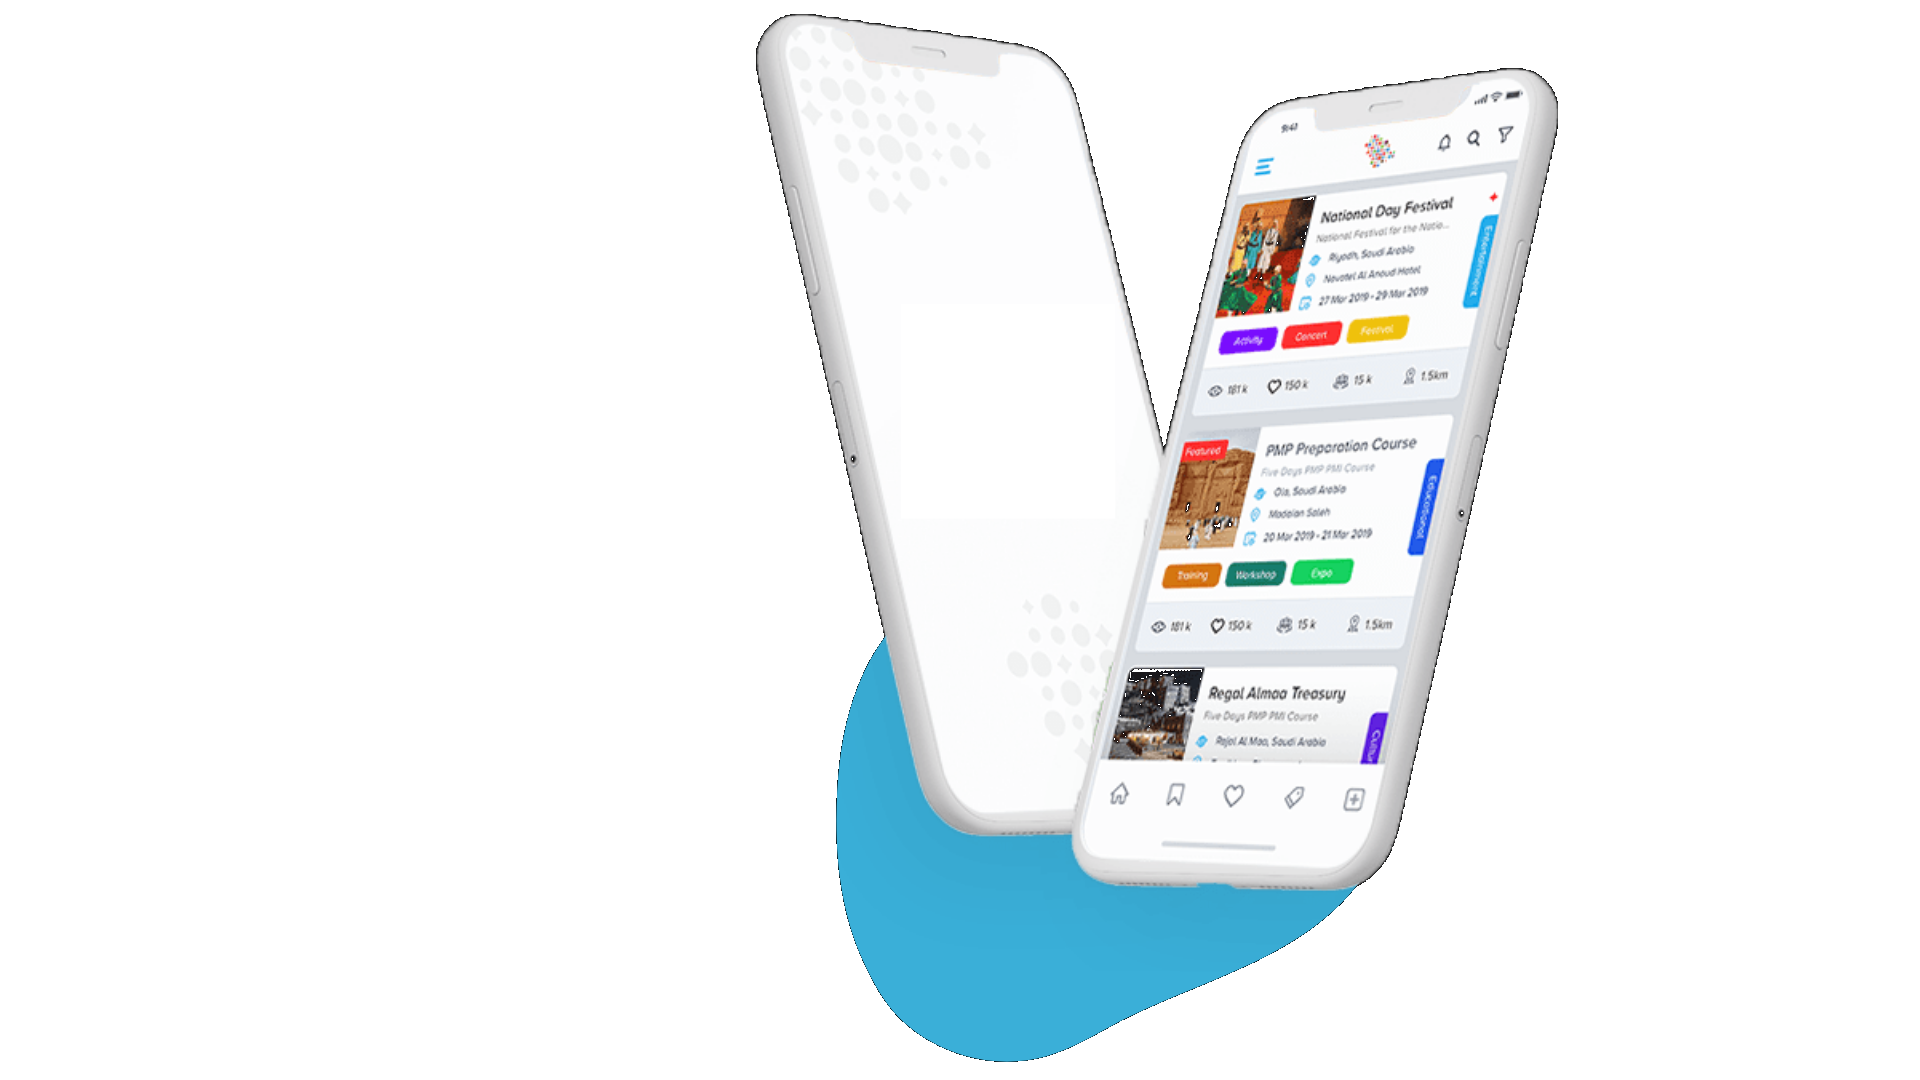 9:41
National Day Festival
National Festival for the Natio...
Riyadh, Saudi Arabia
Novotel Al Anoud Hotel
27 Mar 2019 - 29 Mar 2019
Entertainment
Activity Concert Festival
181 k 150 k 15 k 1.5km
Featured
PMP Preparation Course
Five Days PMP PMI Course
Ola, Saudi Arabia
Madaian Saleh
20 Mar 2019 - 21 Mar 2019
Educational
Training Workshop Expo
181 k 150 k 15 k 1.5km
Regal Almaa Treasury
Five Days PMP PMI Course
Rejal Al Maa, Saudi Arabia